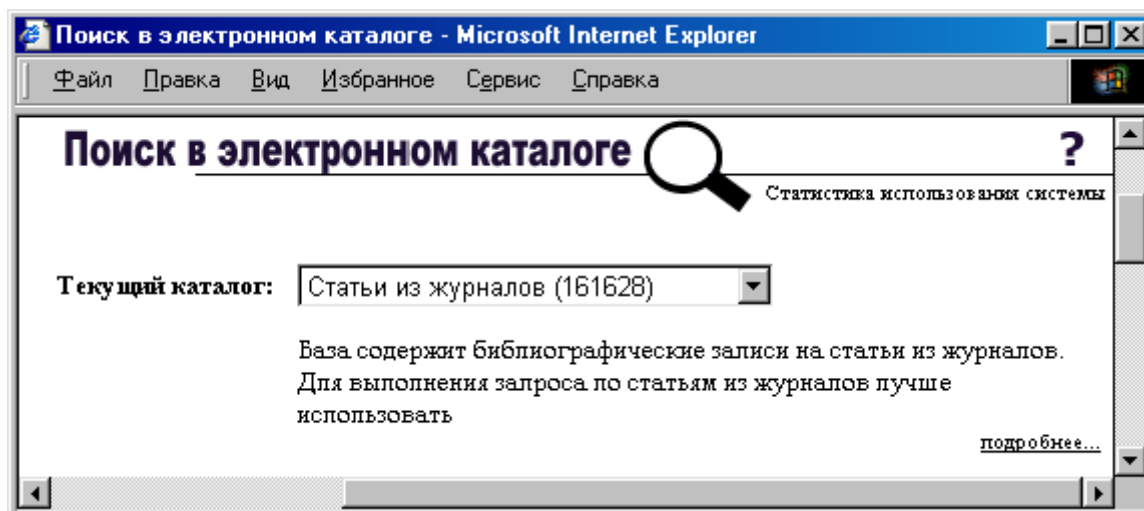 Поиск в электронном каталоге - Microsoft Internet Explorer
Файл Правка Вид Избранное Сервис Справка
Поиск в электронном каталоге ?
Статистика использования системы
Текущий каталог: Статьи из журналов (161628)
База содержит библиографические записи на статьи из журналов.
Для выполнения запроса по статьям из журналов лучше
использовать
подробнее...